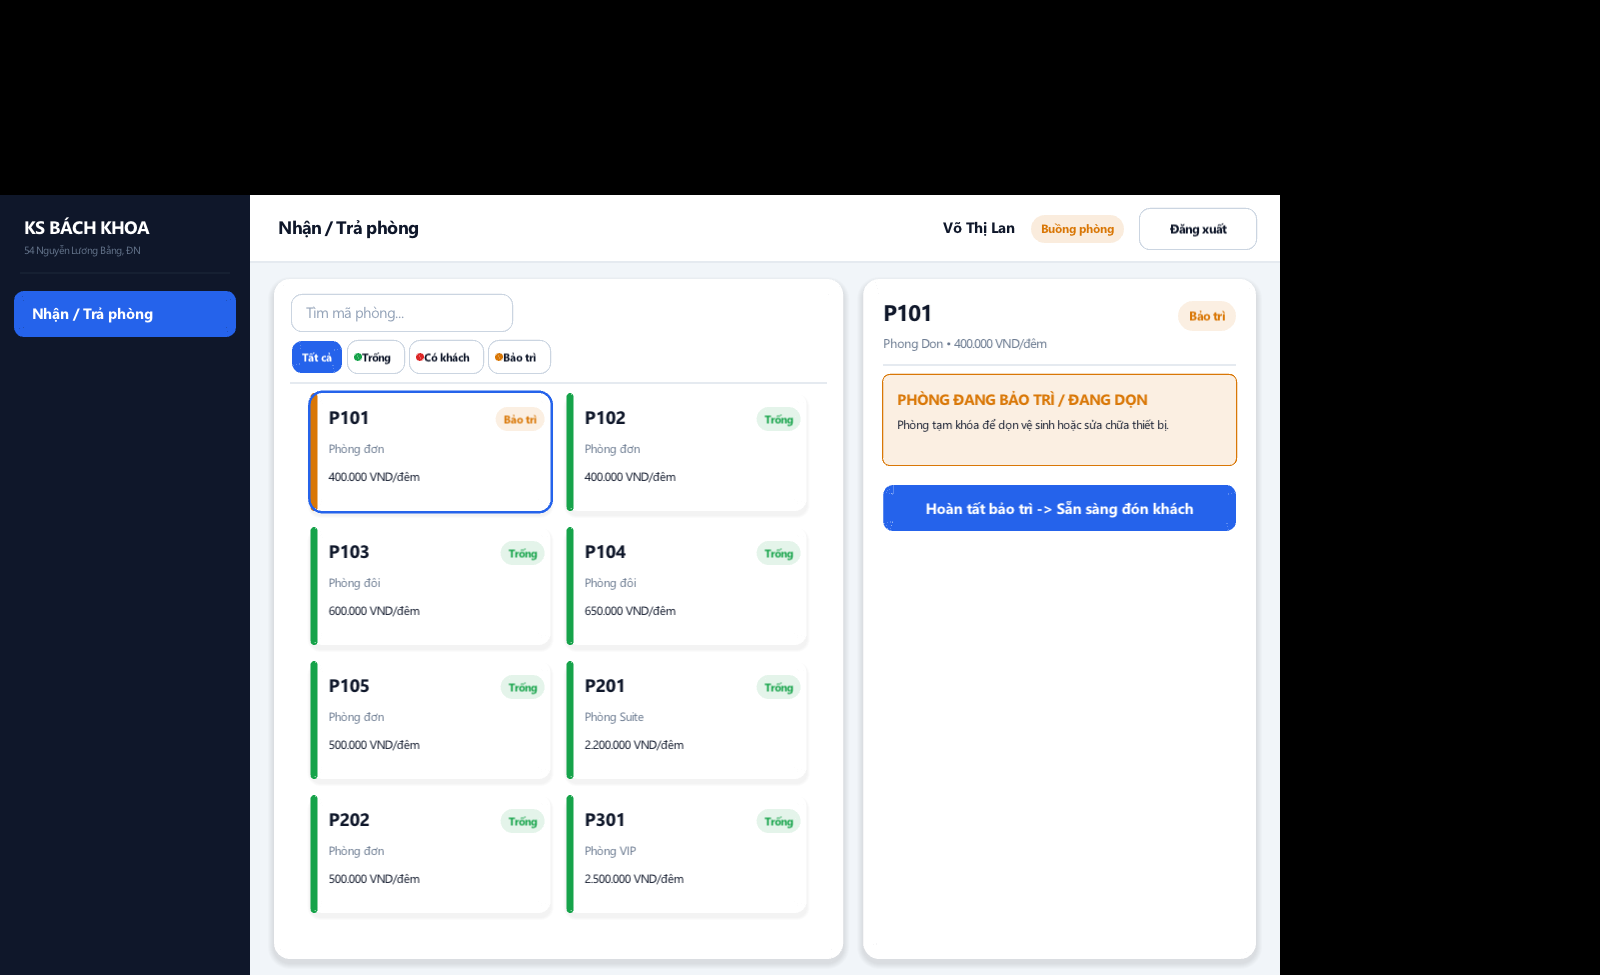 KS BÁCH KHOA
54 Nguyễn Lương Bằng, ĐN
Nhận / Trả phòng
Nhận / Trả phòng
Võ Thị Lan
Buồng phòng
Đăng xuất
Tìm mã phòng...
Tất cả
Trống
Có khách
Bảo trì
P101
Bảo trì
Phòng đơn
400.000 VND/đêm
P102
Trống
Phòng đơn
400.000 VND/đêm
P103
Trống
Phòng đôi
600.000 VND/đêm
P104
Trống
Phòng đôi
650.000 VND/đêm
P105
Trống
Phòng đơn
500.000 VND/đêm
P201
Trống
Phòng Suite
2.200.000 VND/đêm
P202
Trống
Phòng đơn
500.000 VND/đêm
P301
Trống
Phòng VIP
2.500.000 VND/đêm
P101
Bảo trì
Phong Don • 400.000 VND/đêm
PHÒNG ĐANG BẢO TRÌ / ĐANG DỌN
Phòng tạm khóa để dọn vệ sinh hoặc sửa chữa thiết bị.
Hoàn tất bảo trì -> Sẵn sàng đón khách